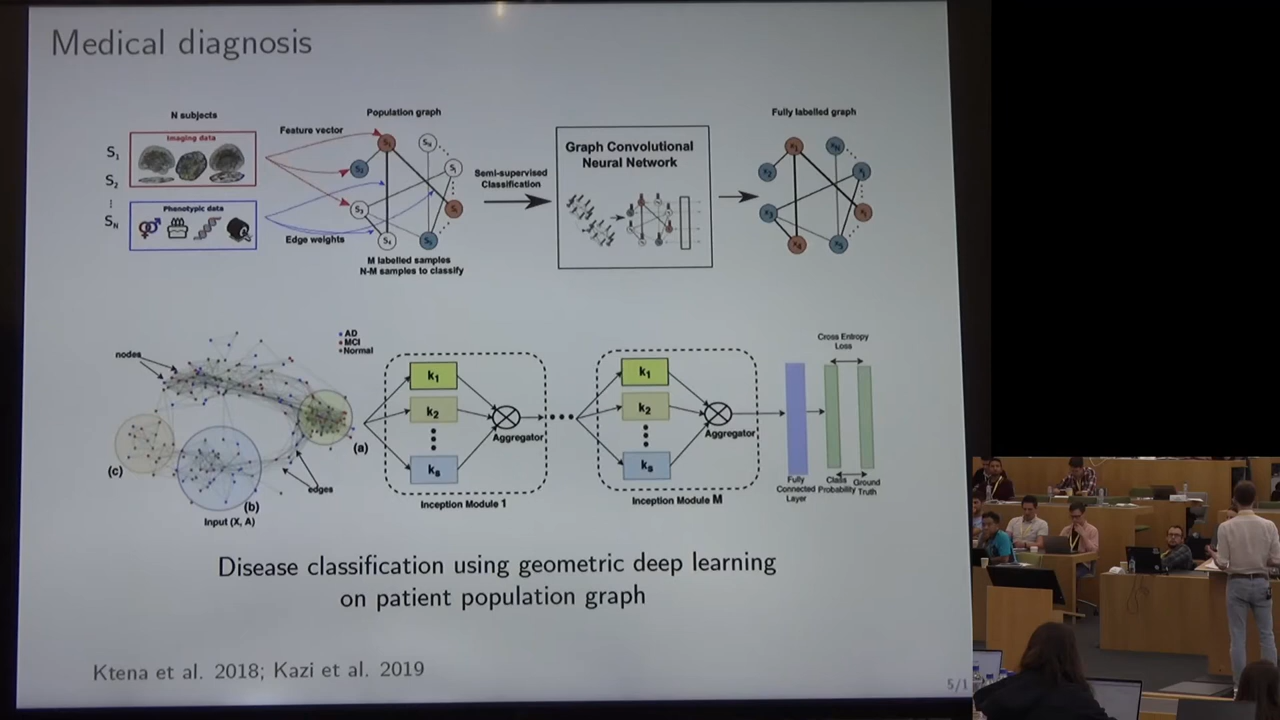 Medical diagnosis
N subjects
Population graph
Fully labelled graph
Imaging data
Feature vector
S1
S2
SN
Phenotypic data
Edge weights
Semi-supervised
Classification
Graph Convolutional
Neural Network
M labelled samples
N-M samples to classify
nodes
AD
MCI
Normal
(a)
(c)
(b)
edges
Input (X, A)
k1
k2
ks
Aggregator
Inception Module 1
k1
k2
ks
Aggregator
Inception Module M
Cross Entropy
Loss
Fully
Connected
Layer
Class
Probability
Ground
Truth
Disease classification using geometric deep learning
on patient population graph
Ktena et al. 2018; Kazi et al. 2019
5/1